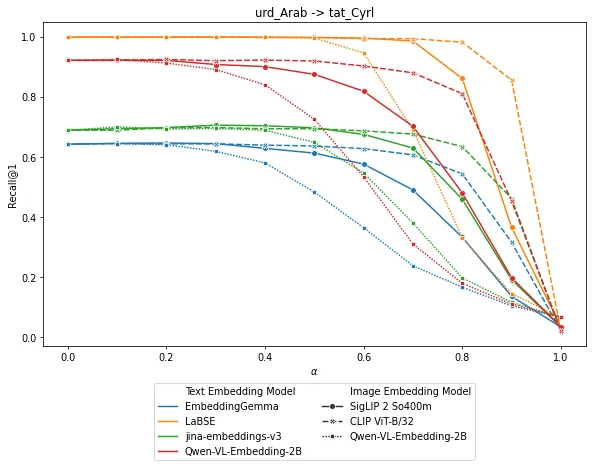 urd_Arab -> tat_Cyrl
1.0
0.8
0.6
0.4
0.2
0.0
Recall@1
0.0 0.2 0.4 0.6 0.8 1.0
α
Text Embedding Model Image Embedding Model
EmbeddingGemma SigLIP 2 So400m
LaBSE CLIP ViT-B/32
jina-embeddings-v3 Qwen-VL-Embedding-2B
Qwen-VL-Embedding-2B